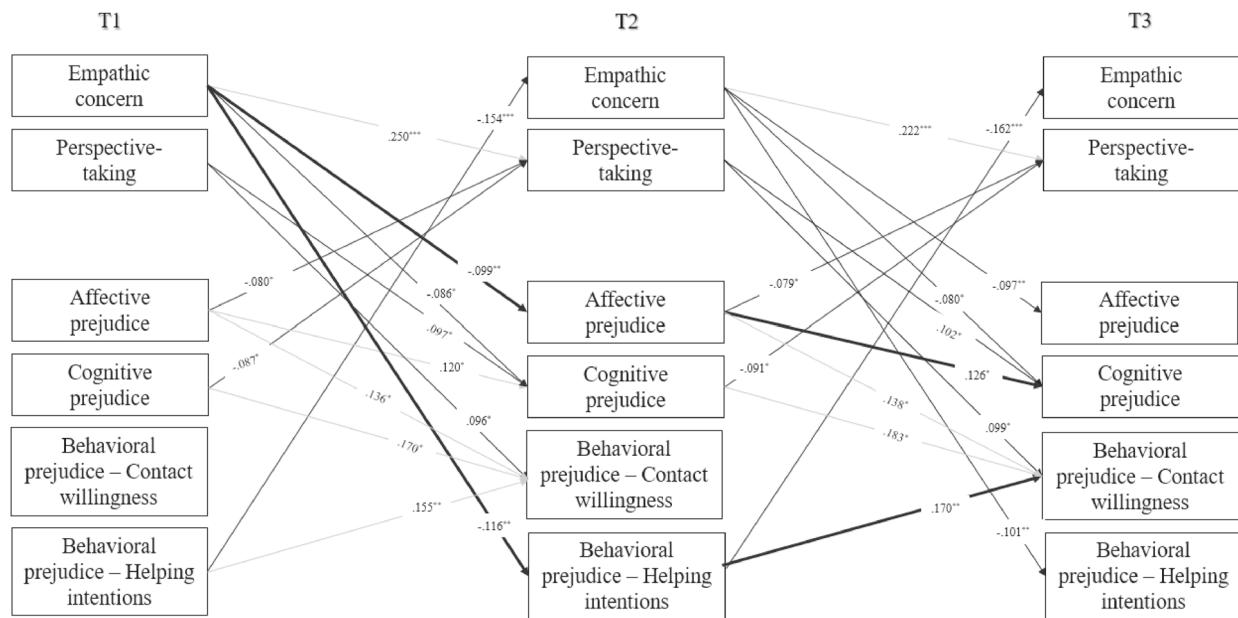 T1
T2
T3
Empathic
concern
Perspective-
taking
Affective
prejudice
Cognitive
prejudice
Behavioral
prejudice – Contact
willingness
Behavioral
prejudice – Helping
intentions
.250***
-.154***
-.080*
-.087*
-.099**
-.086*
.097*
.120*
.136*
.096*
.170*
.155**
-.116**
Empathic
concern
Perspective-
taking
Affective
prejudice
Cognitive
prejudice
Behavioral
prejudice – Contact
willingness
Behavioral
prejudice – Helping
intentions
.222***
-.162***
-.079*
-.091*
-.097**
-.080*
.102*
.126*
.138*
.183*
.099*
.170**
-.101**
Empathic
concern
Perspective-
taking
Affective
prejudice
Cognitive
prejudice
Behavioral
prejudice – Contact
willingness
Behavioral
prejudice – Helping
intentions